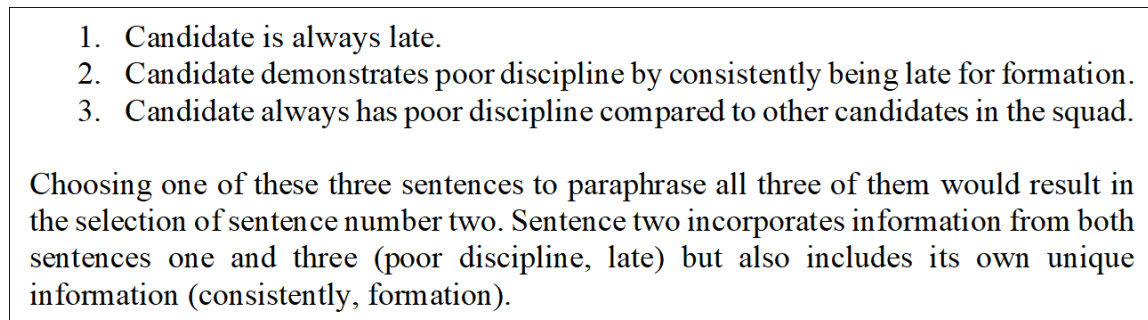 1. Candidate is always late.
2. Candidate demonstrates poor discipline by consistently being late for formation.
3. Candidate always has poor discipline compared to other candidates in the squad.
Choosing one of these three sentences to paraphrase all three of them would result in
the selection of sentence number two. Sentence two incorporates information from both
sentences one and three (poor discipline, late) but also includes its own unique
information (consistently, formation).